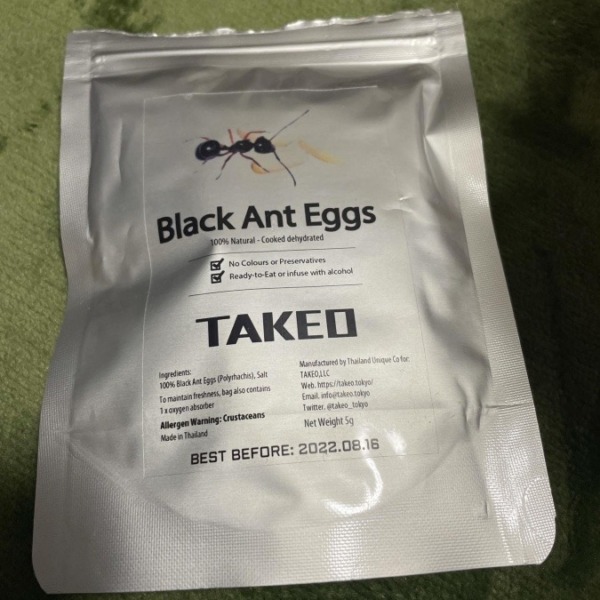 Black Ant Eggs
100% Natural - Cooked dehydrated
No Colours or Preservatives
Ready-to-Eat or infuse with alcohol
TAKEO
Ingredients:
100% Black Ant Eggs (Polyrhachis), Salt
To maintain freshness, bag also contains
1 x oxygen absorber
Allergen Warning: Crustaceans
Made in Thailand
Manufactured by Thailand Unique Co for:
TAKEO,LLC
Web. https://takeo.tokyo/
Email. info@takeo.tokyo
Twitter. @takeo_tokyo
Net Weight 5g
BEST BEFORE: 2022.08.16